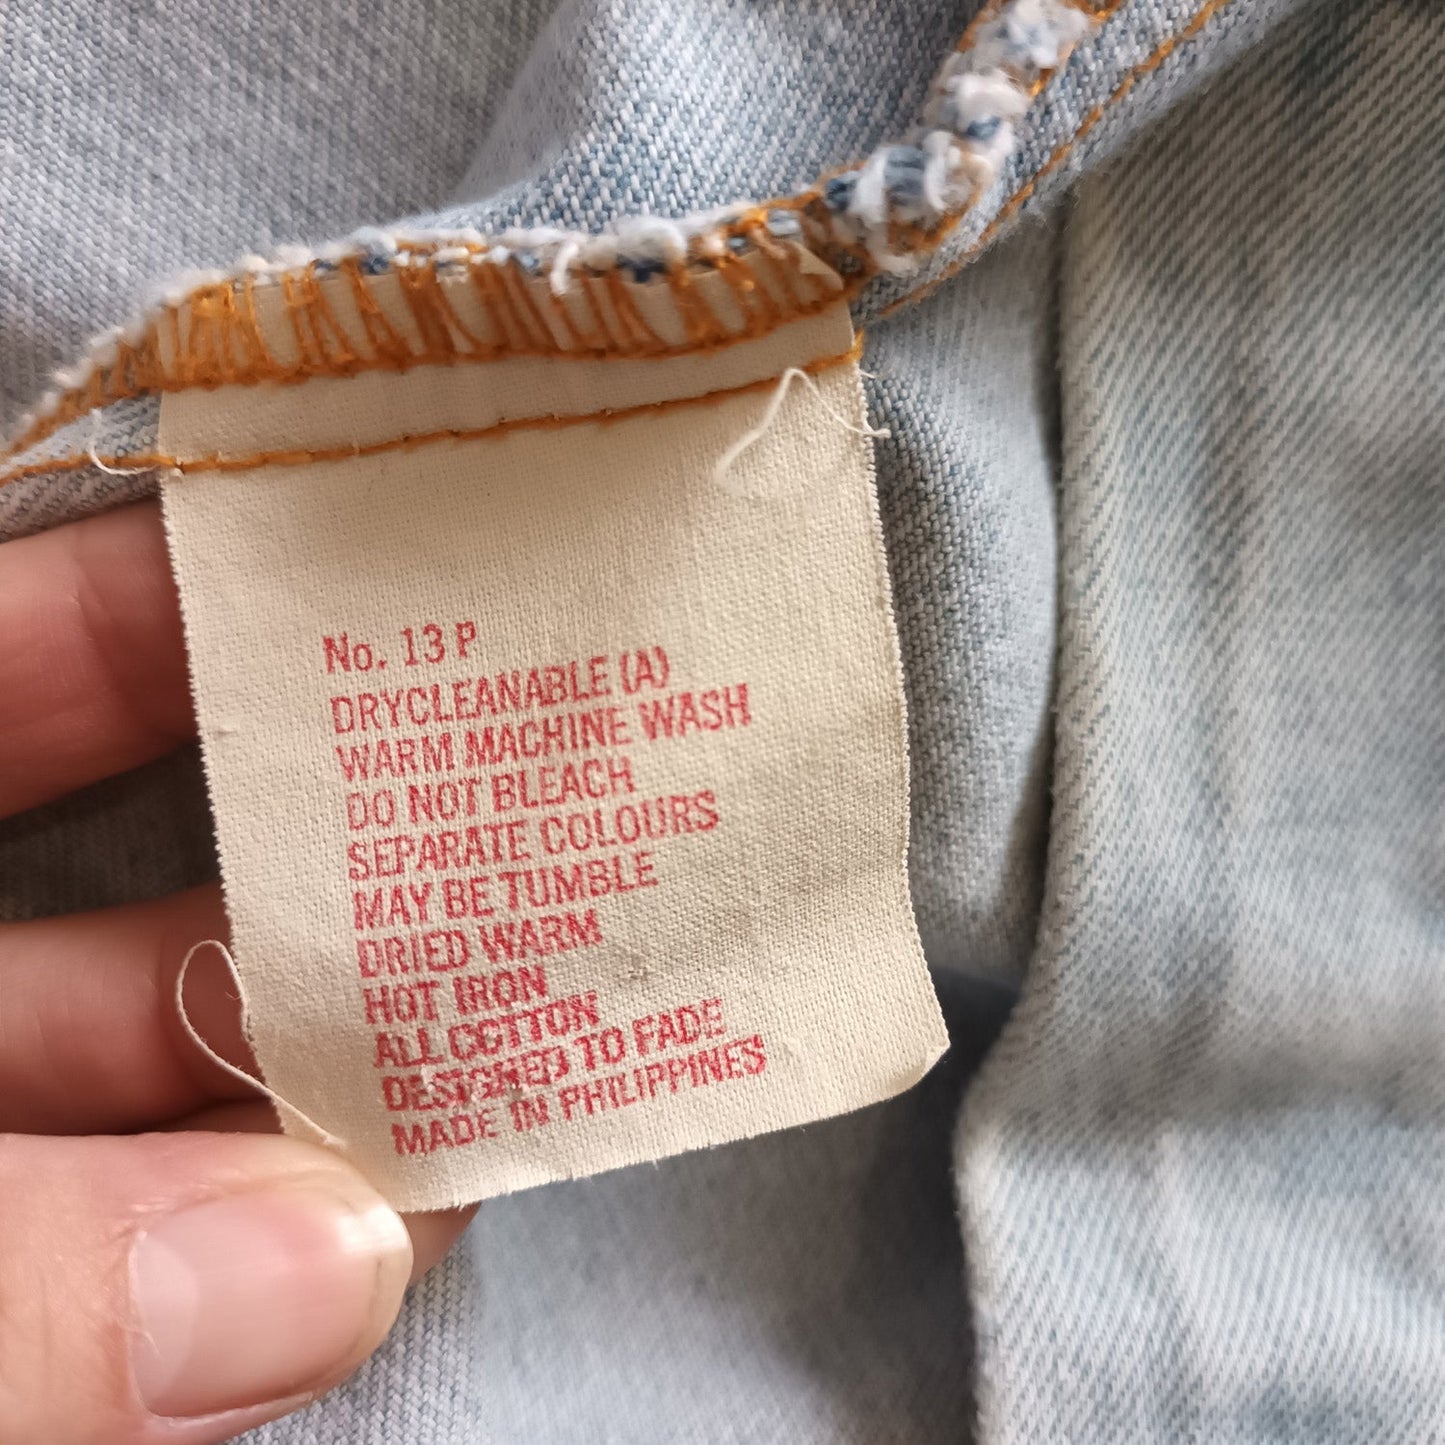 No. 13 P
DRYCLEANABLE (A)
WARM MACHINE WASH
DO NOT BLEACH
SEPARATE COLOURS
MAY BE TUMBLE
DRIED WARM
HOT IRON
ALL COTTON
DESIGNED TO FADE
MADE IN PHILIPPINES